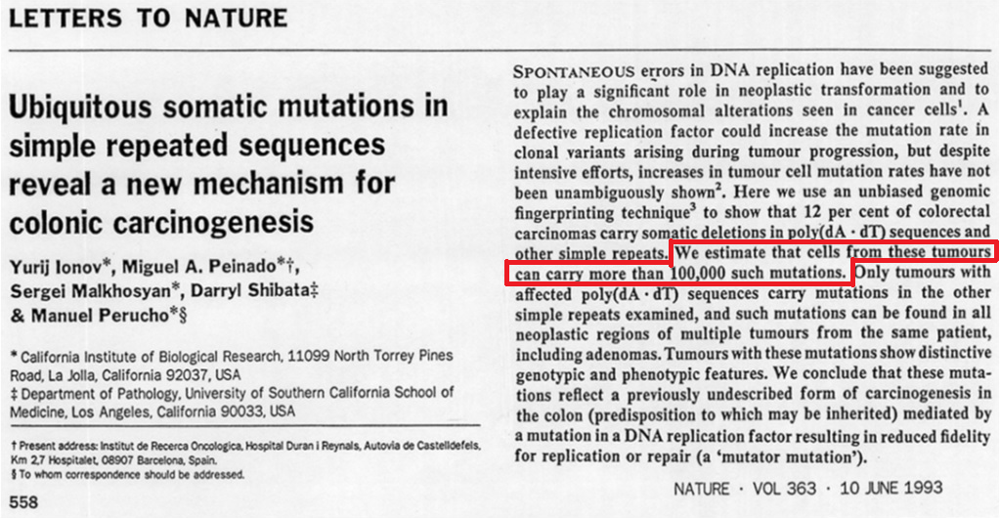 LETTERS TO NATURE
Ubiquitous somatic mutations in
simple repeated sequences
reveal a new mechanism for
colonic carcinogenesis
Yurij Ionov*, Miguel A. Peinado*†,
Sergei Malkhosyan*, Darryl Shibata‡
& Manuel Perucho*§
* California Institute of Biological Research, 11099 North Torrey Pines
Road, La Jolla, California 92037, USA
‡ Department of Pathology, University of Southern California School of
Medicine, Los Angeles, California 90033, USA
† Present address: Institut de Recerca Oncologica, Hospital Duran i Reynals, Autovia de Castelldefels,
Km 2,7 Hospitalet, 08907 Barcelona, Spain.
§ To whom correspondence should be addressed.
558
SPONTANEOUS errors in DNA replication have been suggested
to play a significant role in neoplastic transformation and to
explain the chromosomal alterations seen in cancer cells¹. A
defective replication factor could increase the mutation rate in
clonal variants arising during tumour progression, but despite
intensive efforts, increases in tumour cell mutation rates have not
been unambiguously shown². Here we use an unbiased genomic
fingerprinting technique³ to show that 12 per cent of colorectal
carcinomas carry somatic deletions in poly(dA · dT) sequences and
other simple repeats. We estimate that cells from these tumours
can carry more than 100,000 such mutations. Only tumours with
affected poly(dA · dT) sequences carry mutations in the other
simple repeats examined, and such mutations can be found in all
neoplastic regions of multiple tumours from the same patient,
including adenomas. Tumours with these mutations show distinctive
genotypic and phenotypic features. We conclude that these muta-
tions reflect a previously undescribed form of carcinogenesis in
the colon (predisposition to which may be inherited) mediated by
a mutation in a DNA replication factor resulting in reduced fidelity
for replication or repair (a ‘mutator mutation’).
NATURE · VOL 363 · 10 JUNE 1993